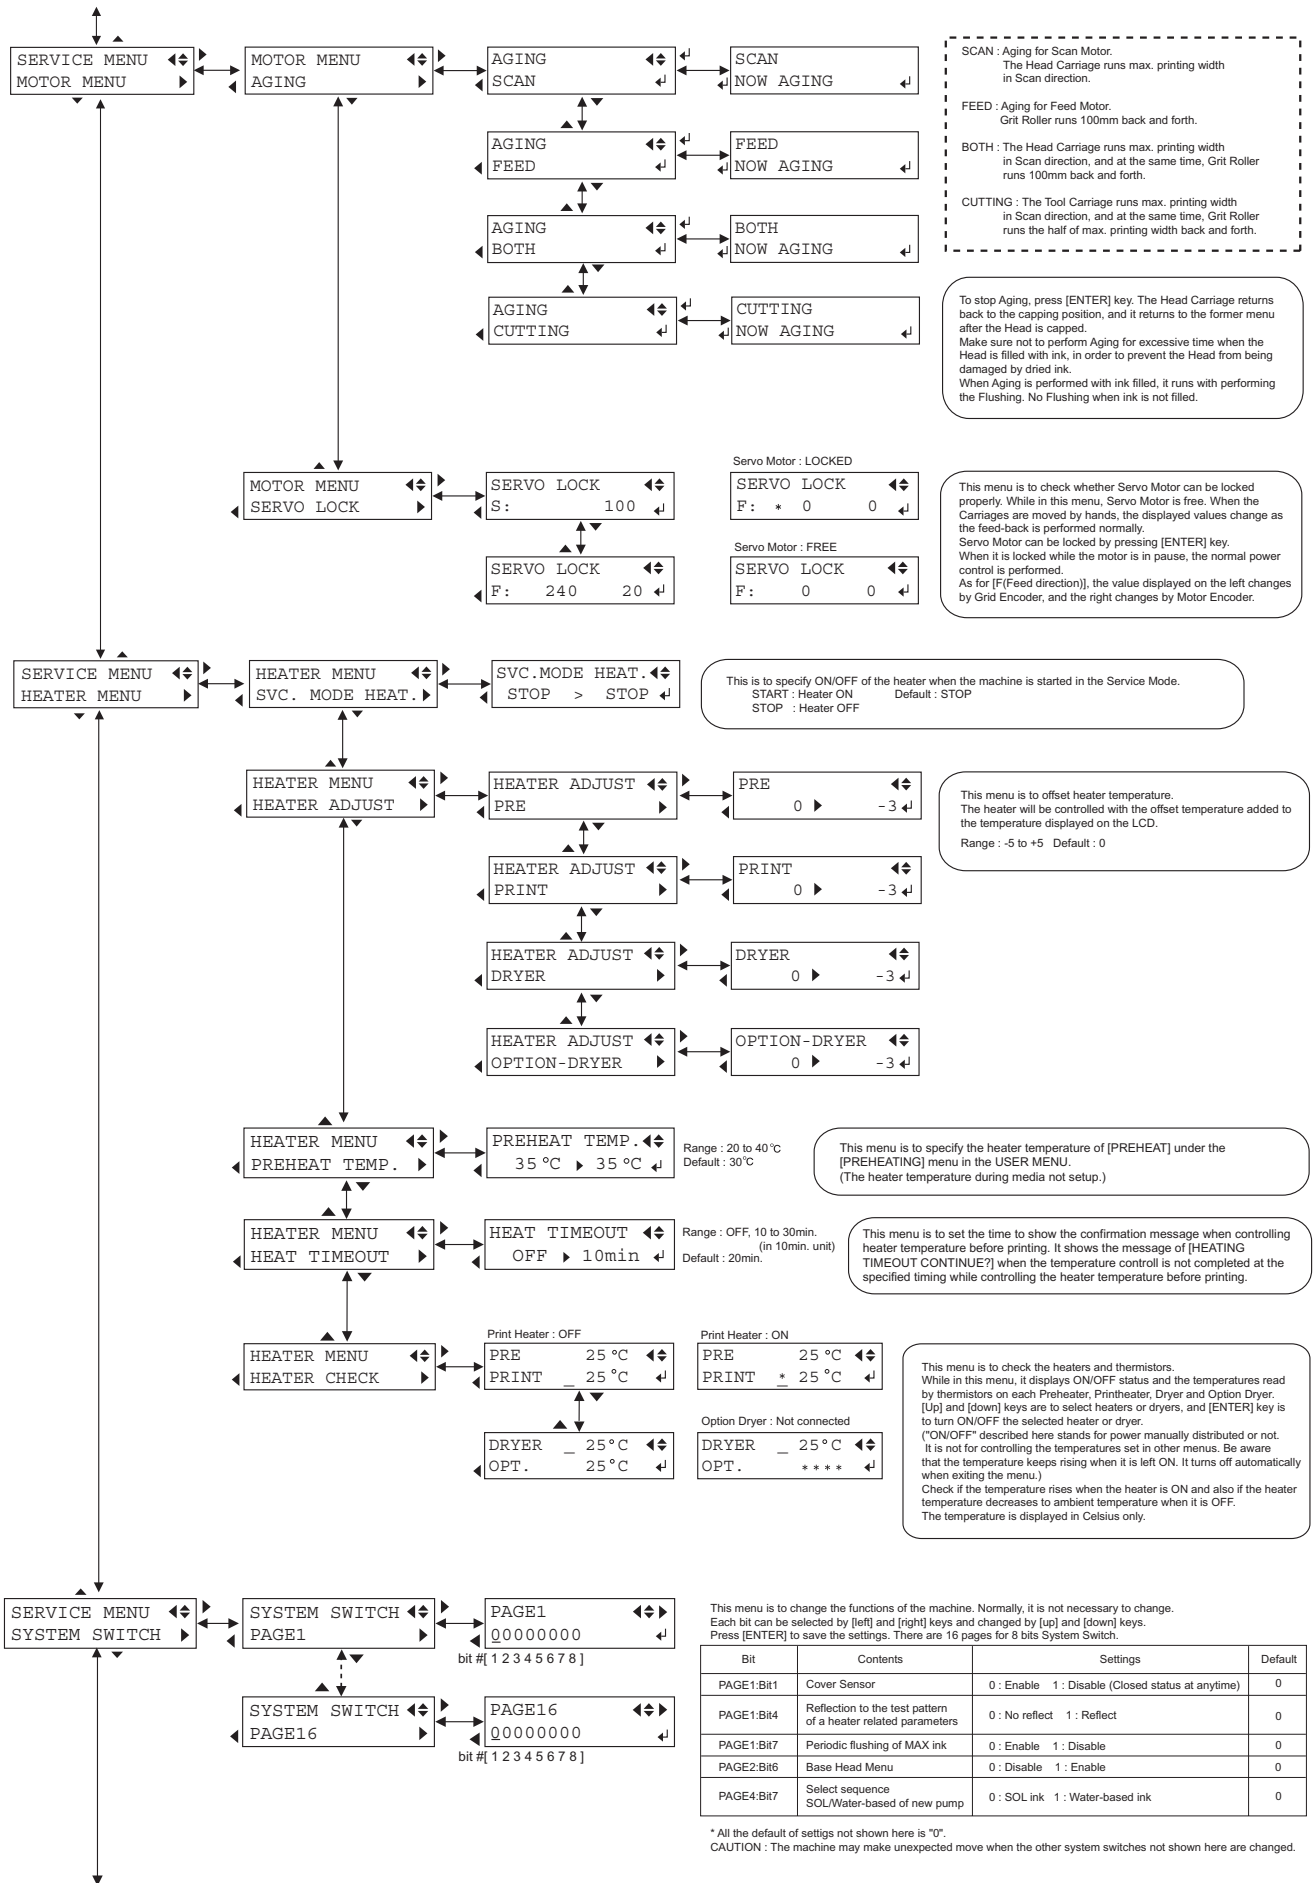 SERVICE MENU
MOTOR MENU
MOTOR MENU
AGING
AGING
SCAN
SCAN
NOW AGING
AGING
FEED
FEED
NOW AGING
AGING
BOTH
BOTH
NOW AGING
AGING
CUTTING
CUTTING
NOW AGING
SCAN : Aging for Scan Motor.
The Head Carriage runs max. printing width
in Scan direction.
FEED : Aging for Feed Motor.
Grit Roller runs 100mm back and forth.
BOTH : The Head Carriage runs max. printing width
in Scan direction, and at the same time, Grit Roller
runs 100mm back and forth.
CUTTING : The Tool Carriage runs max. printing width
in Scan direction, and at the same time, Grit Roller
runs the half of max. printing width back and forth.
To stop Aging, press [ENTER] key. The Head Carriage returns
back to the capping position, and it returns to the former menu
after the Head is capped.
Make sure not to perform Aging for excessive time when the
Head is filled with ink, in order to prevent the Head from being
damaged by dried ink.
When Aging is performed with ink filled, it runs with performing
the Flushing. No Flushing when ink is not filled.
MOTOR MENU
SERVO LOCK
SERVO LOCK
S: 100
SERVO LOCK
F: 240 20
Servo Motor : LOCKED
SERVO LOCK
F: * 0 0
Servo Motor : FREE
SERVO LOCK
F: 0 0
This menu is to check whether Servo Motor can be locked
properly. While in this menu, Servo Motor is free. When the
Carriages are moved by hands, the displayed values change as
the feed-back is performed normally.
Servo Motor can be locked by pressing [ENTER] key.
When it is locked while the motor is in pause, the normal power
control is performed.
As for [F(Feed direction)], the value displayed on the left changes
by Grid Encoder, and the right changes by Motor Encoder.
SERVICE MENU
HEATER MENU
HEATER MENU
SVC. MODE HEAT.
SVC.MODE HEAT.
STOP > STOP
This is to specify ON/OFF of the heater when the machine is started in the Service Mode.
START : Heater ON Default : STOP
STOP : Heater OFF
HEATER MENU
HEATER ADJUST
HEATER ADJUST
PRE
PRE
0 -3
HEATER ADJUST
PRINT
PRINT
0 -3
HEATER ADJUST
DRYER
DRYER
0 -3
HEATER ADJUST
OPTION-DRYER
OPTION-DRYER
0 -3
This menu is to offset heater temperature.
The heater will be controlled with the offset temperature added to
the temperature displayed on the LCD.
Range : -5 to +5 Default : 0
HEATER MENU
PREHEAT TEMP.
PREHEAT TEMP.
35°C 35°C
Range : 20 to 40°C
Default : 30°C
This menu is to specify the heater temperature of [PREHEAT] under the
[PREHEATING] menu in the USER MENU.
(The heater temperature during media not setup.)
HEATER MENU
HEAT TIMEOUT
HEAT TIMEOUT
OFF 10min
Range : OFF, 10 to 30min.
(in 10min. unit)
Default : 20min.
This menu is to set the time to show the confirmation message when controlling
heater temperature before printing. It shows the message of [HEATING
TIMEOUT CONTINUE?] when the temperature controll is not completed at the
specified timing while controlling the heater temperature before printing.
HEATER MENU
HEATER CHECK
Print Heater : OFF
PRE 25°C
PRINT _ 25°C
DRYER _ 25°C
OPT. 25°C
Print Heater : ON
PRE 25°C
PRINT * 25°C
Option Dryer : Not connected
DRYER _ 25°C
OPT. ****
This menu is to check the heaters and thermistors.
While in this menu, it displays ON/OFF status and the temperatures read
by thermistors on each Preheater, Printheater, Dryer and Option Dryer.
[Up] and [down] keys are to select heaters or dryers, and [ENTER] key is
to turn ON/OFF the selected heater or dryer.
("ON/OFF" described here stands for power manually distributed or not.
It is not for controlling the temperatures set in other menus. Be aware
that the temperature keeps rising when it is left ON. It turns off automatically
when exiting the menu.)
Check if the temperature rises when the heater is ON and also if the heater
temperature decreases to ambient temperature when it is OFF.
The temperature is displayed in Celsius only.
SERVICE MENU
SYSTEM SWITCH
SYSTEM SWITCH
PAGE1
PAGE1
00000000
bit #[ 1 2 3 4 5 6 7 8 ]
SYSTEM SWITCH
PAGE16
PAGE16
00000000
bit #[ 1 2 3 4 5 6 7 8 ]
This menu is to change the functions of the machine. Normally, it is not necessary to change.
Each bit can be selected by [left] and [right] keys and changed by [up] and [down] keys.
Press [ENTER] to save the settings. There are 16 pages for 8 bits System Switch.
Bit Contents Settings Default
PAGE1:Bit1 Cover Sensor 0 : Enable 1 : Disable (Closed status at anytime) 0
PAGE1:Bit4 Reflection to the test pattern
of a heater related parameters 0 : No reflect 1 : Reflect 0
PAGE1:Bit7 Periodic flushing of MAX ink 0 : Enable 1 : Disable 0
PAGE2:Bit6 Base Head Menu 0 : Disable 1 : Enable 0
PAGE4:Bit7 Select sequence
SOL/Water-based of new pump 0 : SOL ink 1 : Water-based ink 0
* All the default of settigs not shown here is "0".
CAUTION : The machine may make unexpected move when the other system switches not shown here are changed.